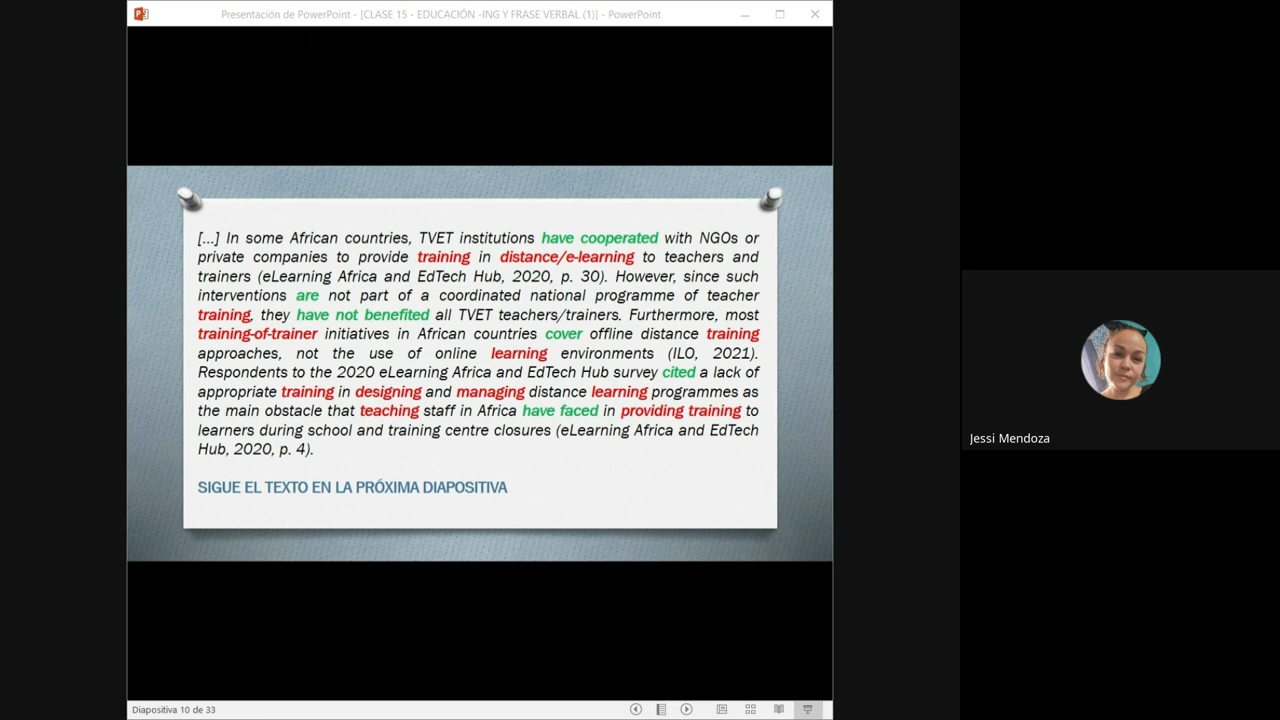 Presentación de PowerPoint - [CLASE 15 - EDUCACIÓN -ING Y FRASE VERBAL (1)] - PowerPoint
[...] In some African countries, TVET institutions have cooperated with NGOs or
private companies to provide training in distance/e-learning to teachers and
trainers (eLearning Africa and EdTech Hub, 2020, p. 30). However, since such
interventions are not part of a coordinated national programme of teacher
training, they have not benefited all TVET teachers/trainers. Furthermore, most
training-of-trainer initiatives in African countries cover offline distance training
approaches, not the use of online learning environments (ILO, 2021).
Respondents to the 2020 eLearning Africa and EdTech Hub survey cited a lack of
appropriate training in designing and managing distance learning programmes as
the main obstacle that teaching staff in Africa have faced in providing training to
learners during school and training centre closures (eLearning Africa and EdTech
Hub, 2020, p. 4).
SIGUE EL TEXTO EN LA PRÓXIMA DIAPOSITIVA
Jessi Mendoza
Diapositiva 10 de 33